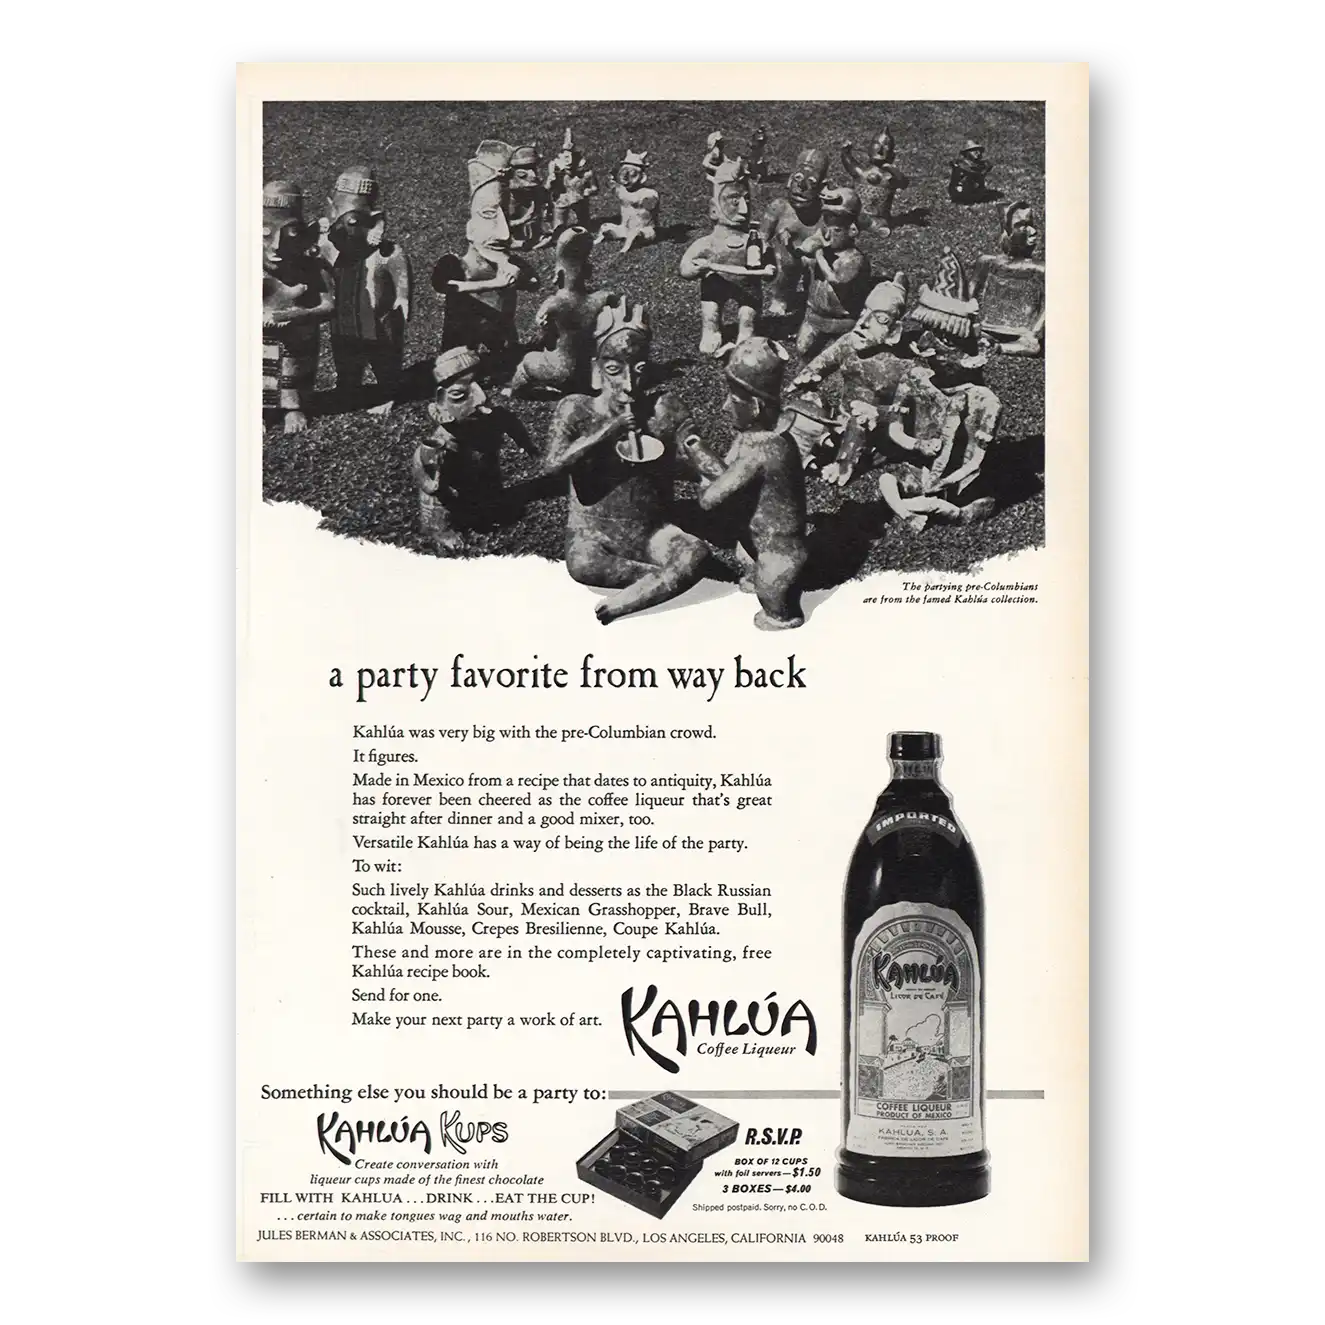 The partying pre-Columbians
are from the famed Kahlúa collection.
a party favorite from way back
Kahlúa was very big with the pre-Columbian crowd.
It figures.
Made in Mexico from a recipe that dates to antiquity, Kahlúa
has forever been cheered as the coffee liqueur that's great
straight after dinner and a good mixer, too.
Versatile Kahlúa has a way of being the life of the party.
To wit:
Such lively Kahlúa drinks and desserts as the Black Russian
cocktail, Kahlúa Sour, Mexican Grasshopper, Brave Bull,
Kahlúa Mousse, Crepes Bresilienne, Coupe Kahlúa.
These and more are in the completely captivating, free
Kahlúa recipe book.
Send for one.
Make your next party a work of art.
KAHLÚA
Coffee Liqueur
IMPORTED
KAHLÚA
LICOR DE CAFÉ
COFFEE LIQUEUR
PRODUCT OF MEXICO
KAHLUA, S. A.
Something else you should be a party to:
KAHLÚA KUPS
Create conversation with
liqueur cups made of the finest chocolate
FILL WITH KAHLUA...DRINK...EAT THE CUP!
...certain to make tongues wag and mouths water.
R.S.V.P.
BOX OF 12 CUPS
with foil servers—$1.50
3 BOXES—$4.00
Shipped postpaid. Sorry, no C.O.D.
JULES BERMAN & ASSOCIATES, INC., 116 NO. ROBERTSON BLVD., LOS ANGELES, CALIFORNIA 90048
KAHLÚA 53 PROOF